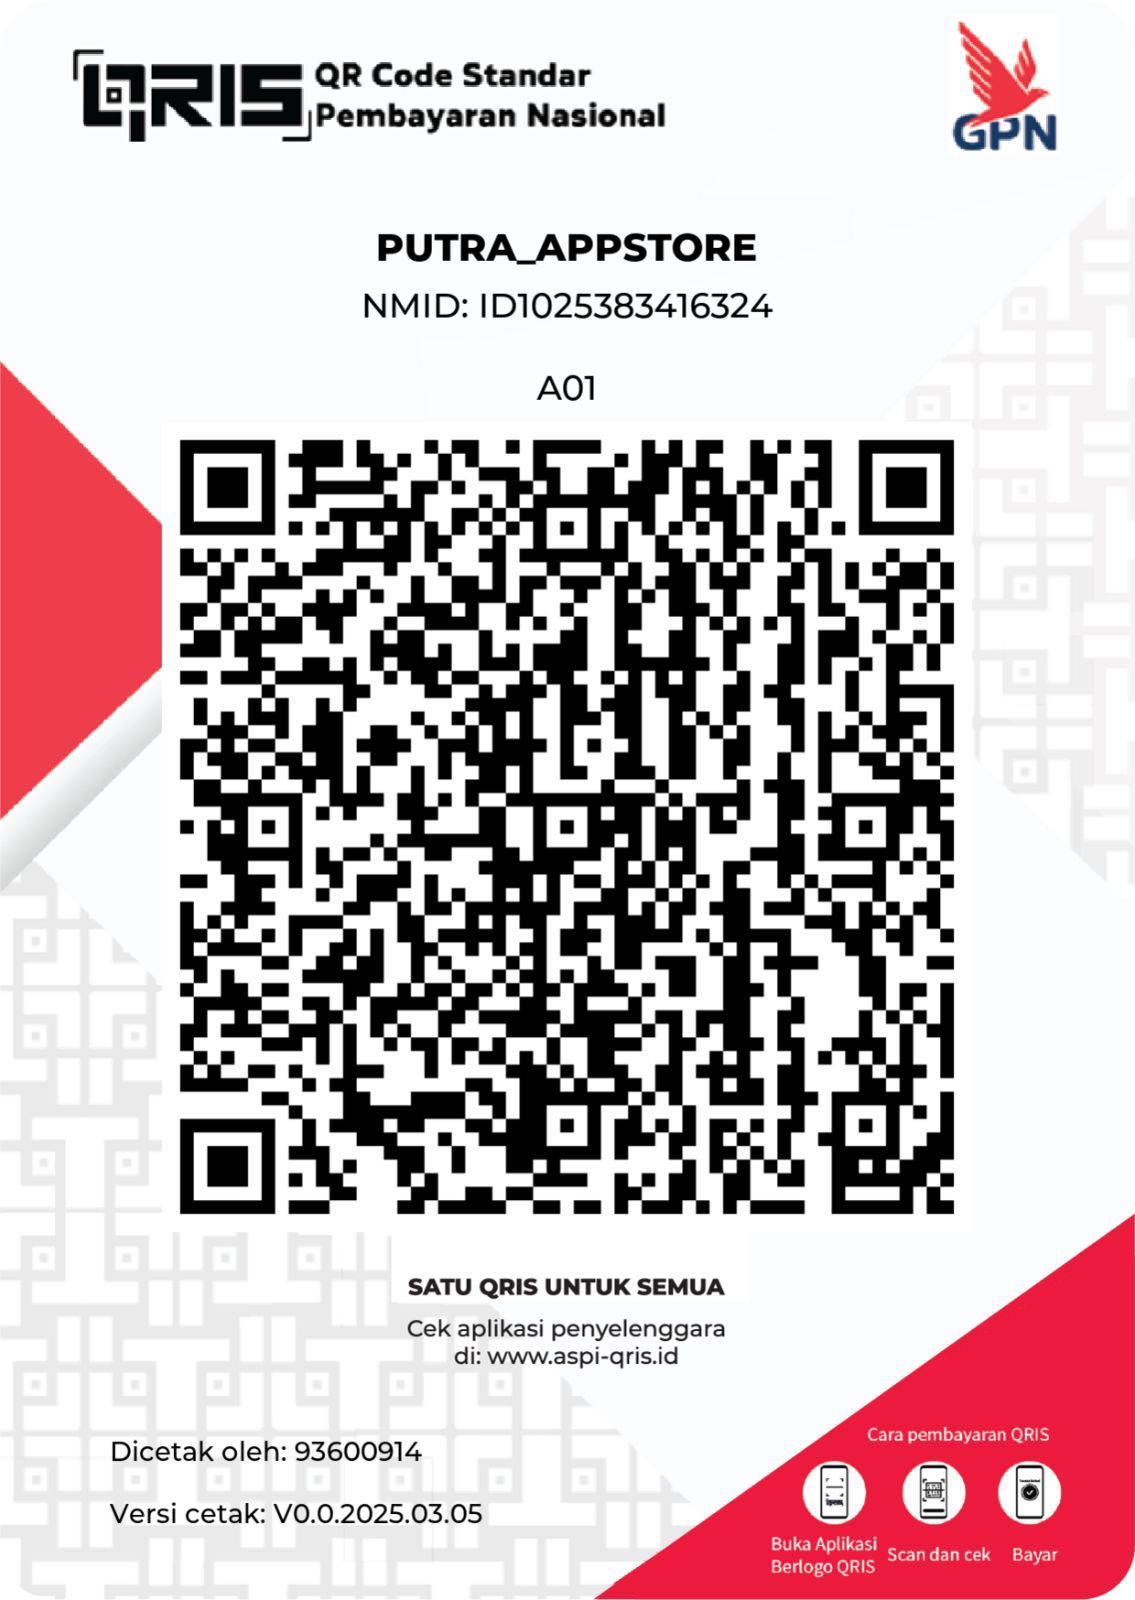 QRIS
QR Code Standar
Pembayaran Nasional
GPN
PUTRA_APPSTORE
NMID: ID1025383416324
A01
SATU QRIS UNTUK SEMUA
Cek aplikasi penyelenggara
di: www.aspi-qris.id
Dicetak oleh: 93600914
Versi cetak: V0.0.2025.03.05
Cara pembayaran QRIS
Buka Aplikasi
Berlogo QRIS
Scan dan cek
Bayar